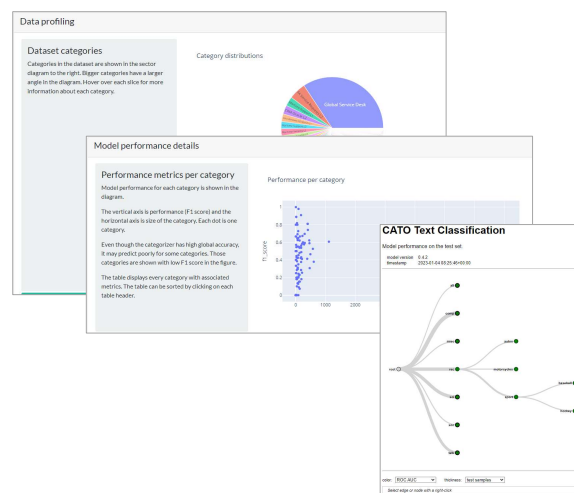 Data profiling
Dataset categories
Categories in the dataset are shown in the sector
diagram to the right. Bigger categories have a larger
angle in the diagram. Hover over each slice for more
information about each category.
Category distributions
Global Service Desk
Model performance details
Performance metrics per category
Model performance for each category is shown in the
diagram.
The vertical axis is performance (F1 score) and the
horizontal axis is size of the category. Each dot is one
category.
Even though the categorizer has high global accuracy,
it may predict poorly for some categories. Those
categories are shown with low F1 score in the figure.
The table displays every category with associated
metrics. The table can be sorted by clicking on each
table header.
Performance per category
f1_score
1
0.8
0.6
0.4
0.2
0
0
1000
2000
CATO Text Classification
Model performance on the test set.
model version 0.4.2
timestamp 2023-01-04 08:25:46+00:00
root
autos
motorcycles
sport
baseball
hockey
color: ROC AUC thickness: test samples
Select edge or node with a right-click